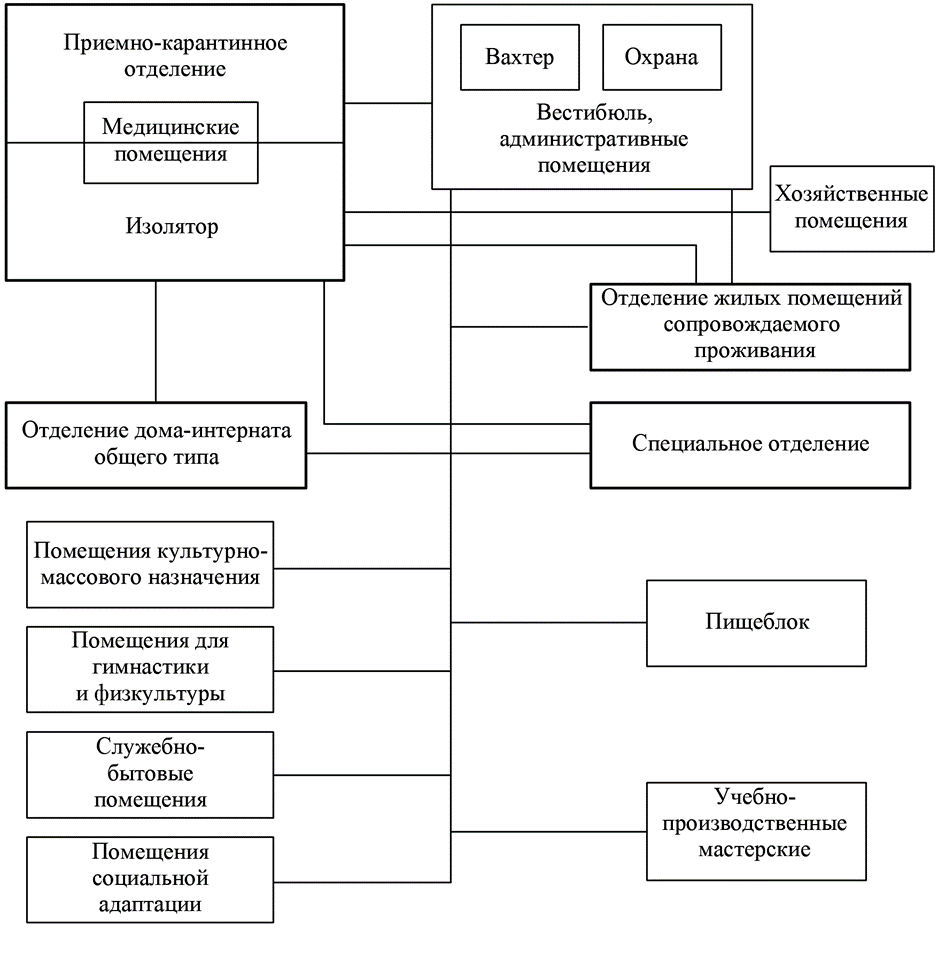 Приемно-карантинное
отделение
Медицинские
помещения
Изолятор
Вахтер
Охрана
Вестибюль,
административные
помещения
Хозяйственные
помещения
Отделение жилых помещений
сопровождаемого
проживания
Отделение дома-интерната
общего типа
Специальное отделение
Помещения культурно-
массового назначения
Помещения для
гимнастики
и физкультуры
Служебно-
бытовые
помещения
Помещения
социальной
адаптации
Пищеблок
Учебно-
производственные
мастерские